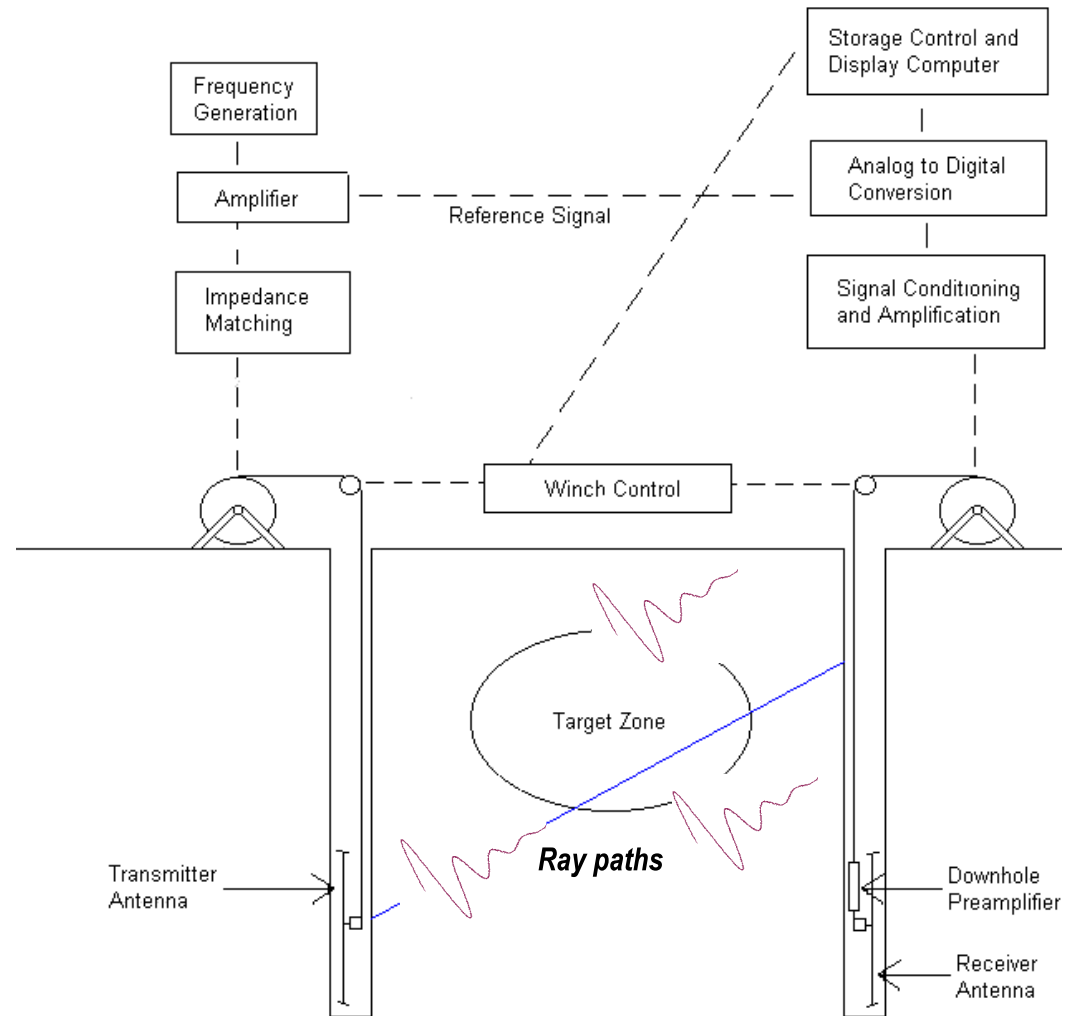 Storage Control and
Display Computer
Frequency
Generation
Analog to Digital
Conversion
Amplifier
Reference Signal
Impedance
Matching
Signal Conditioning
and Amplification
Winch Control
Target Zone
Ray paths
Transmitter
Antenna
Downhole
Preamplifier
Receiver
Antenna